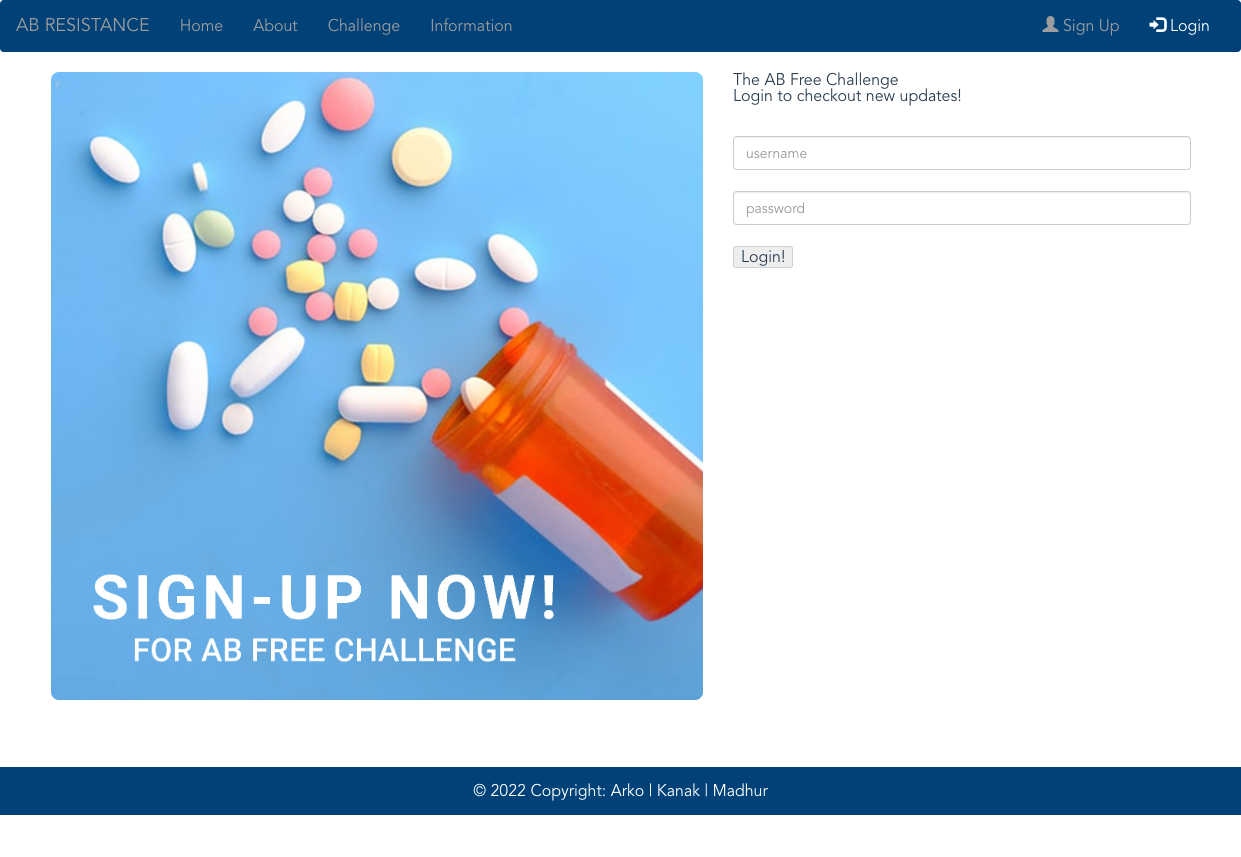 AB RESISTANCE Home About Challenge Information Sign Up Login
The AB Free Challenge
Login to checkout new updates!
username
password
Login!
SIGN-UP NOW!
FOR AB FREE CHALLENGE
© 2022 Copyright: Arko | Kanak | Madhur